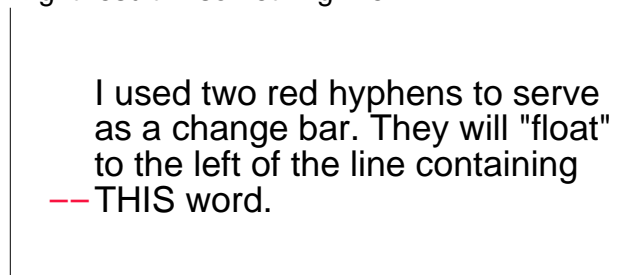 I used two red hyphens to serve
as a change bar. They will "float"
to the left of the line containing
--THIS word.